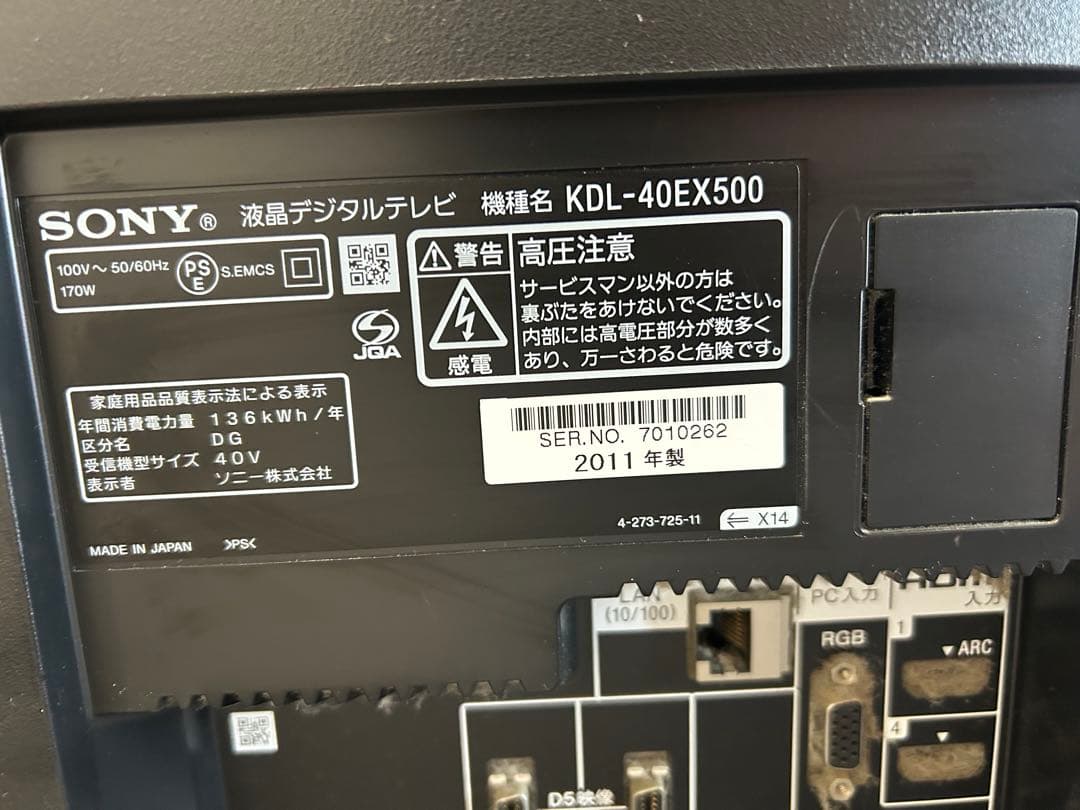 SONY® 液晶デジタルテレビ 機種名 KDL-40EX500
100V～ 50/60Hz PSE S.EMCS
170W
JQA
警告 高圧注意
サービスマン以外の方は
裏ぶたをあけないでください。
内部には高電圧部分が数多く
あり、万一さわると危険です。
感電
家庭用品品質表示法による表示
年間消費電力量 136kWh/年
区分名 DG
受信機型サイズ 40V
表示者 ソニー株式会社
SER.NO. 7010262
2011年製
4-273-725-11 X14
MADE IN JAPAN >PS<
LAN
(10/100)
PC入力
RGB
HDMI
入力
1
▼ARC
4
▼
D5映像